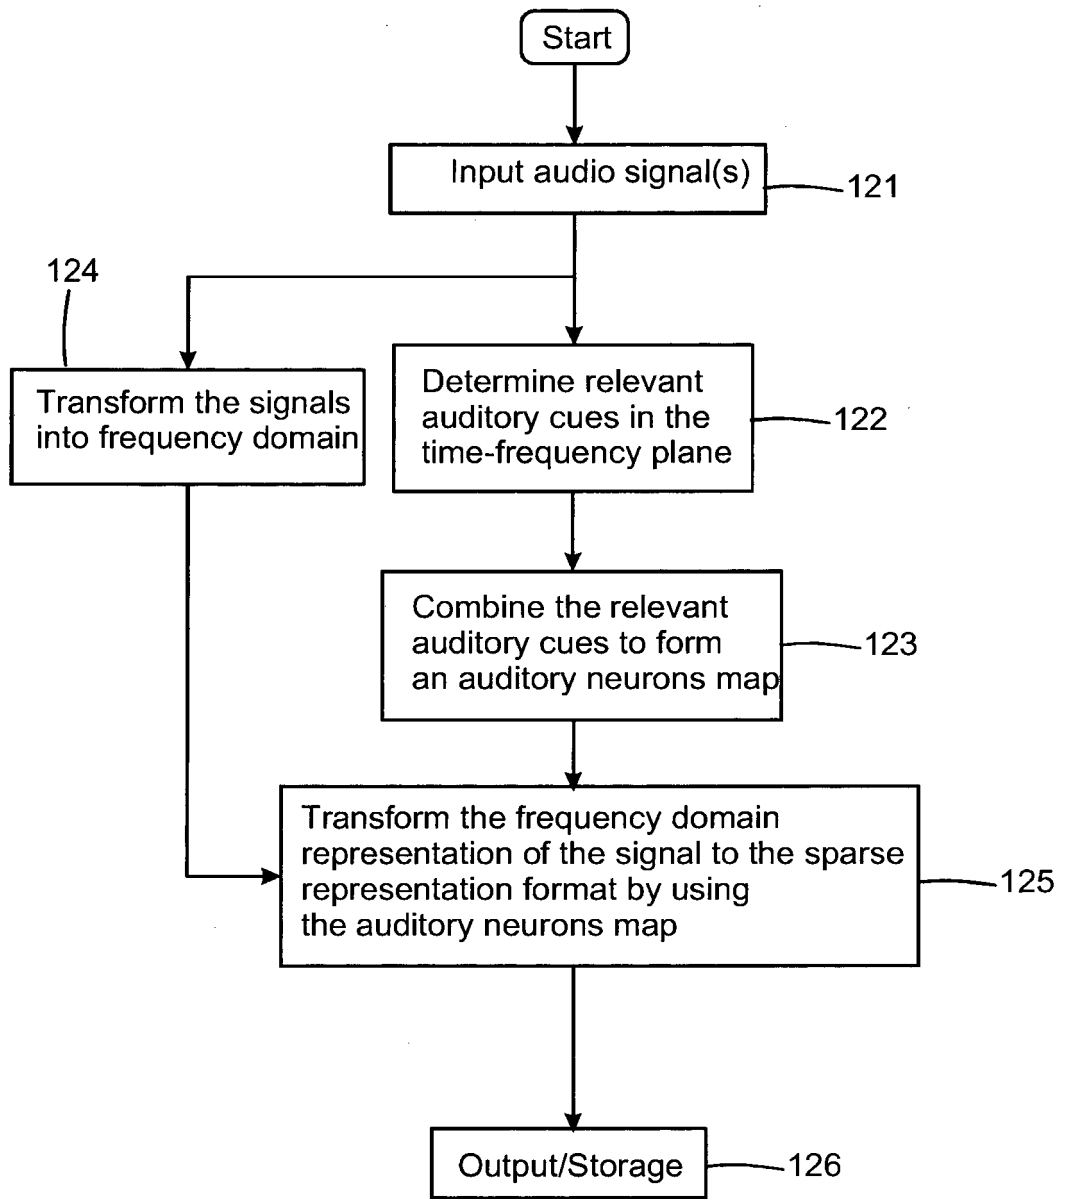 Start
Input audio signal(s)
121
124
Transform the signals
into frequency domain
Determine relevant
auditory cues in the
time-frequency plane
122
Combine the relevant
auditory cues to form
an auditory neurons map
123
Transform the frequency domain
representation of the signal to the sparse
representation format by using
the auditory neurons map
125
Output/Storage
126